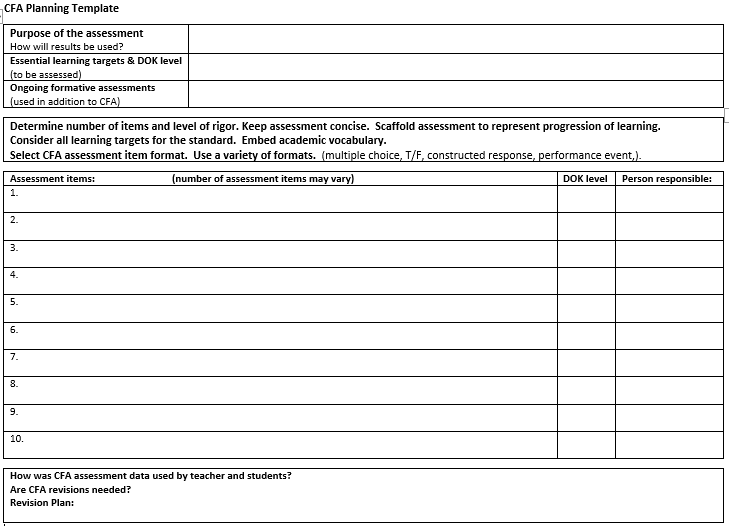 CFA Planning Template
Purpose of the assessment
How will results be used?
Essential learning targets & DOK level
(to be assessed)
Ongoing formative assessments
(used in addition to CFA)
Determine number of items and level of rigor. Keep assessment concise. Scaffold assessment to represent progression of learning.
Consider all learning targets for the standard. Embed academic vocabulary.
Select CFA assessment item format. Use a variety of formats. (multiple choice, T/F, constructed response, performance event,).
Assessment items: (number of assessment items may vary) DOK level Person responsible:
1.
2.
3.
4.
5.
6.
7.
8.
9.
10.
How was CFA assessment data used by teacher and students?
Are CFA revisions needed?
Revision Plan: